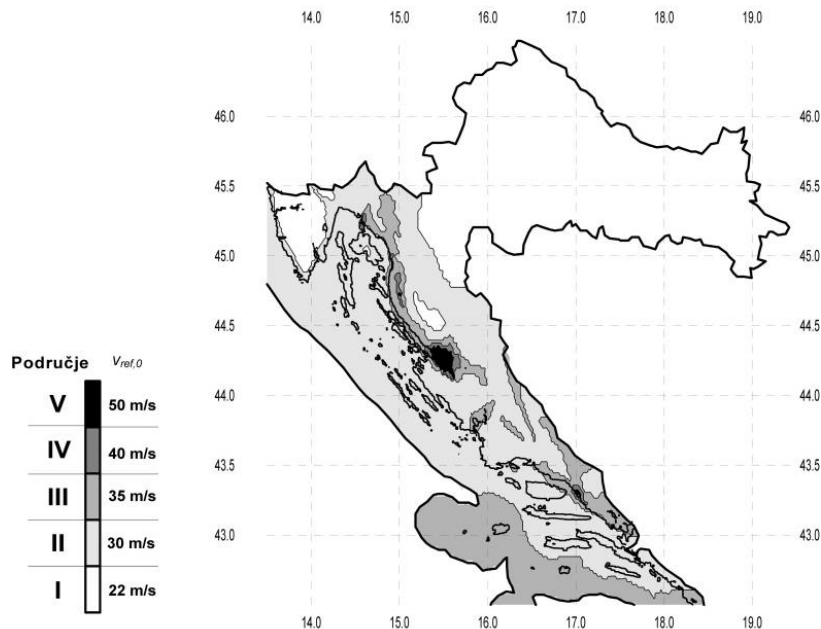 14.0 15.0 16.0 17.0 18.0 19.0
46.0 46.0
45.5 45.5
45.0 45.0
44.5 44.5
44.0 44.0
43.5 43.5
43.0 43.0
14.0 15.0 16.0 17.0 18.0 19.0
Područje Vref,0
V 50 m/s
IV 40 m/s
III 35 m/s
II 30 m/s
I 22 m/s